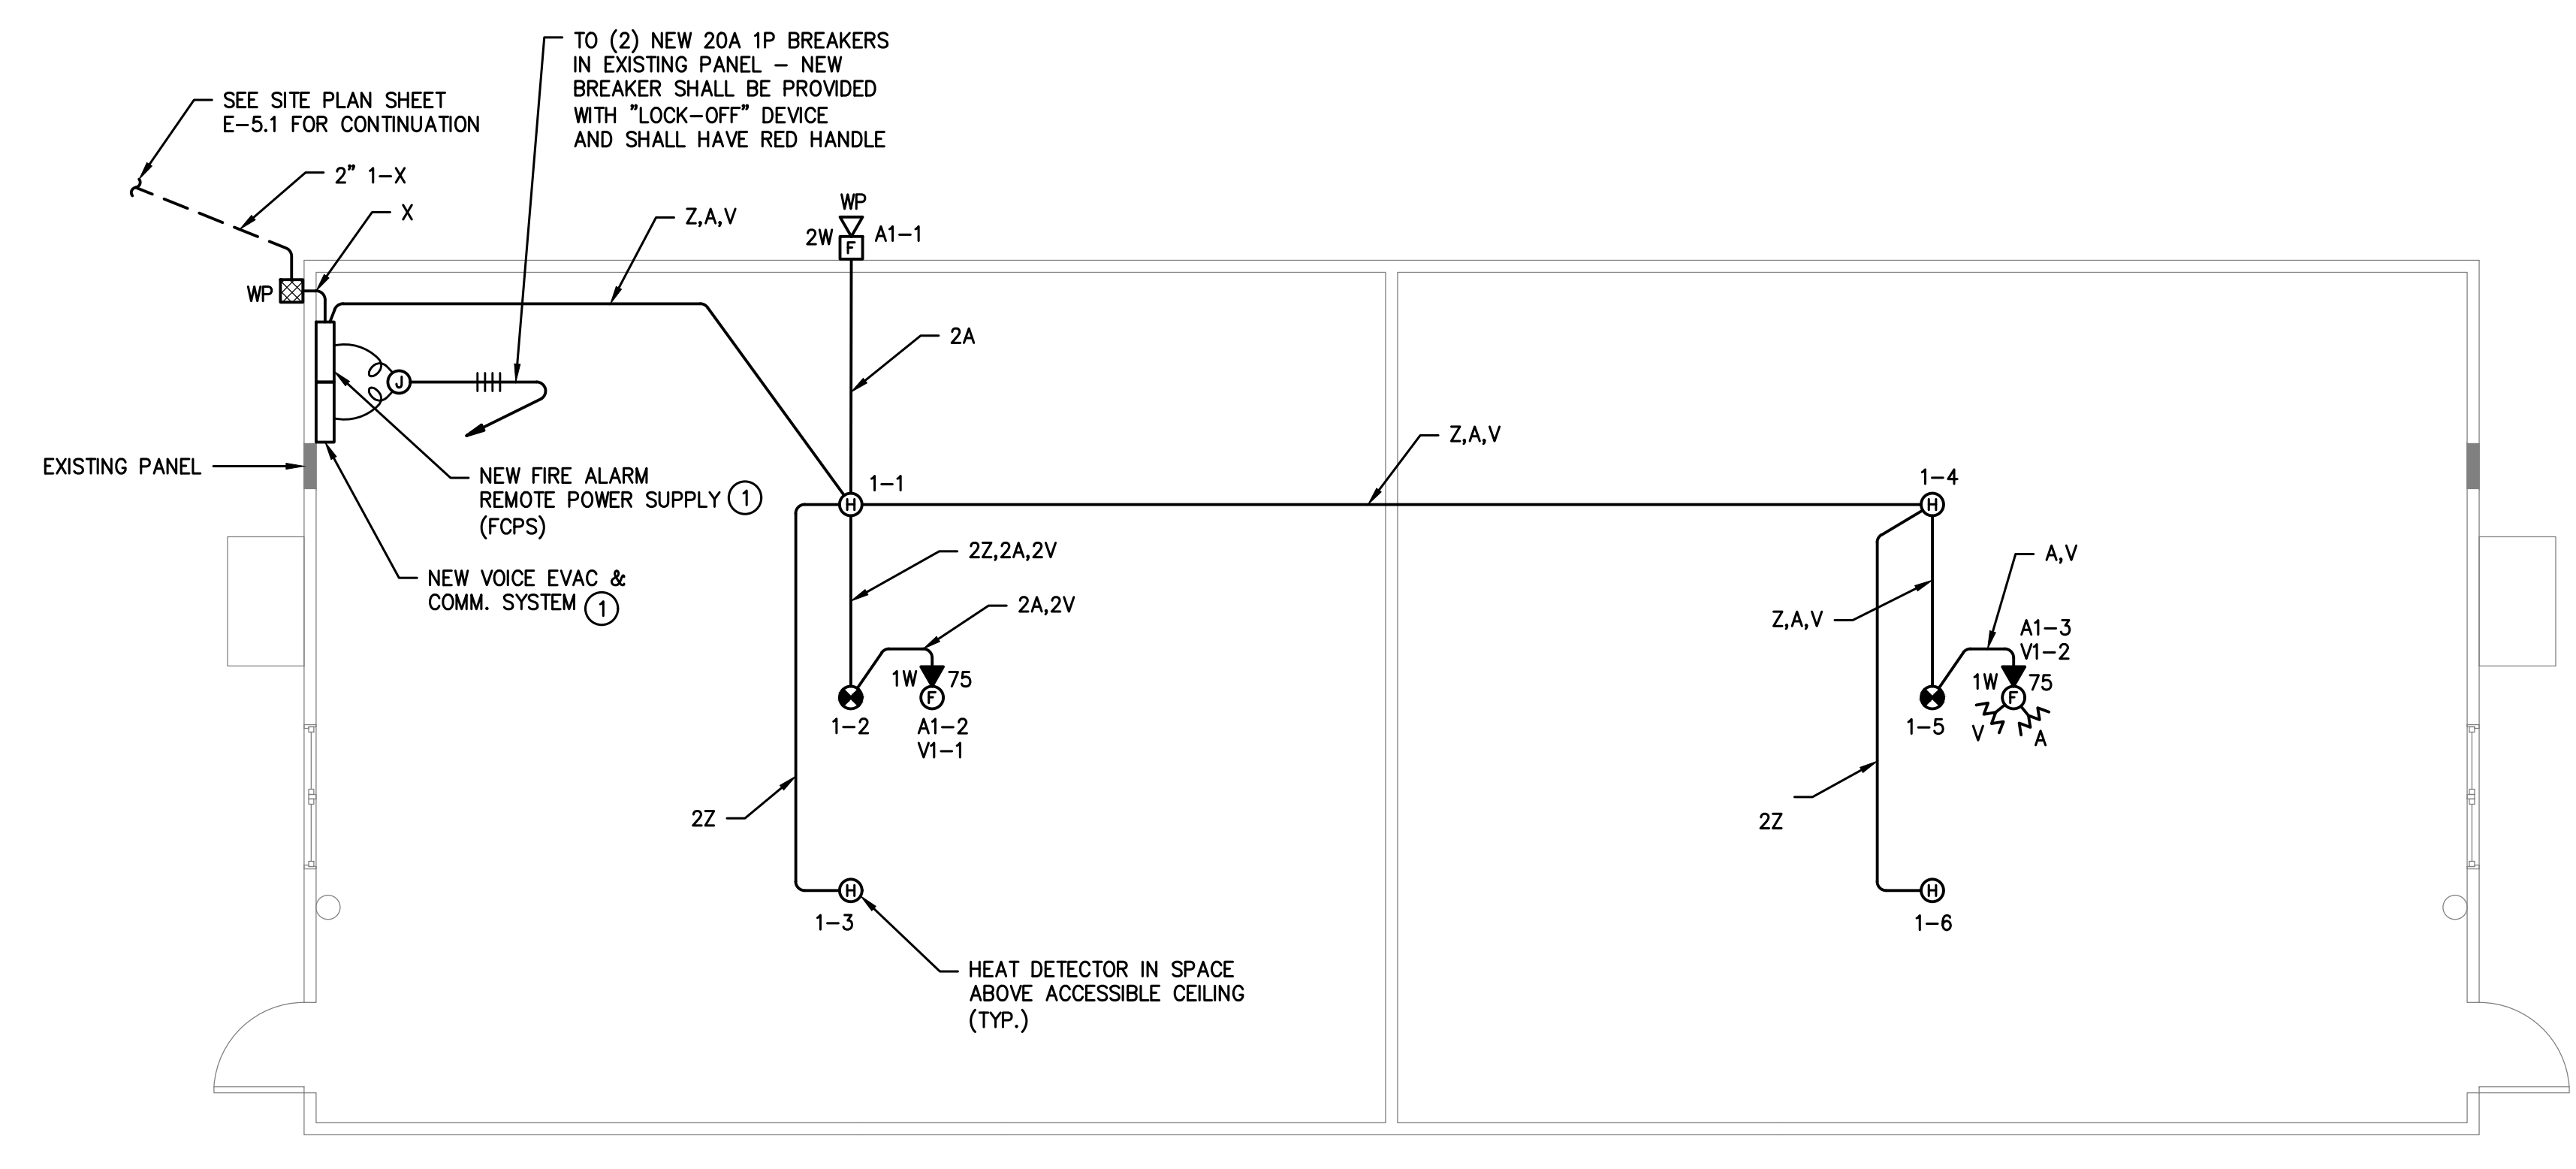 TO (2) NEW 20A 1P BREAKERS
IN EXISTING PANEL – NEW
BREAKER SHALL BE PROVIDED
WITH "LOCK–OFF" DEVICE
AND SHALL HAVE RED HANDLE
SEE SITE PLAN SHEET
E–5.1 FOR CONTINUATION
2" 1–X
X
Z,A,V
WP
2W
F
A1–1
WP
2A
J
Z,A,V
EXISTING PANEL
NEW FIRE ALARM
REMOTE POWER SUPPLY 1
(FCPS)
1–1
H
1–4
H
NEW VOICE EVAC &
COMM. SYSTEM 1
2Z,2A,2V
2A,2V
A,V
Z,A,V
A1–3
V1–2
1W
75
F
1–2
A1–2
V1–1
1W
75
F
1–5
V
A
2Z
2Z
H
1–3
H
1–6
HEAT DETECTOR IN SPACE
ABOVE ACCESSIBLE CEILING
(TYP.)